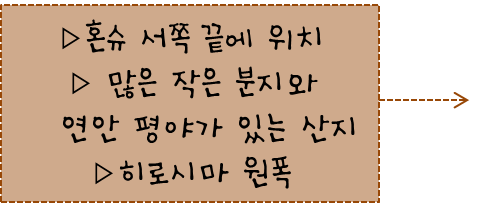 ▷혼슈 서쪽 끝에 위치
▷ 많은 작은 분지와
연안 평야가 있는 산지
▷히로시마 원폭